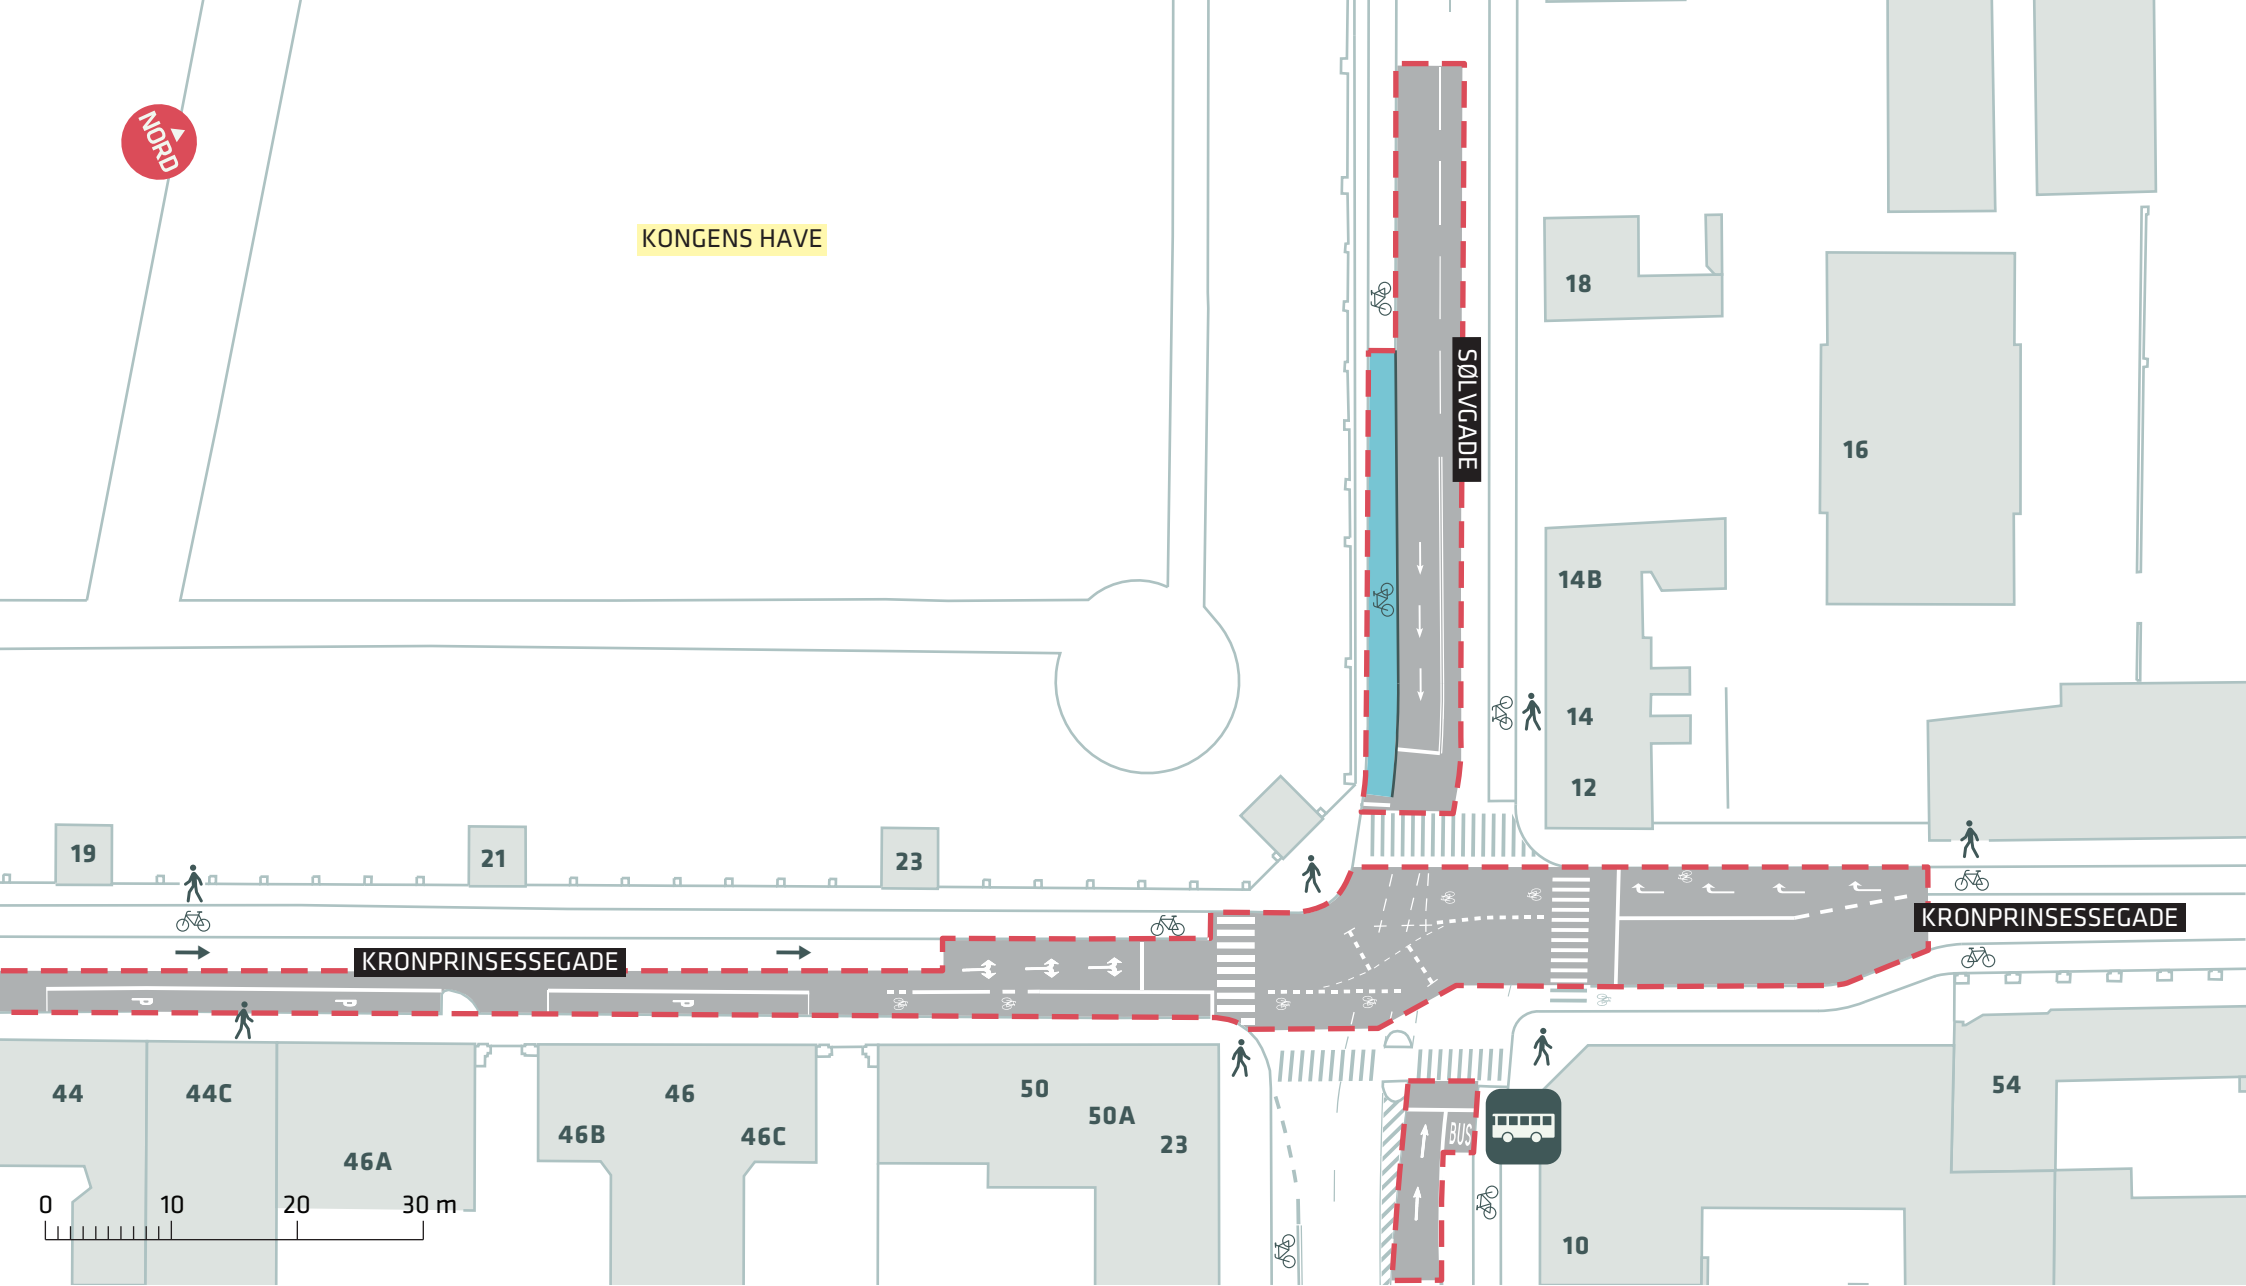 NORD
KONGENS HAVE
18
SØLVGADE
16
14B
14
12
19
21
23
KRONPRINSESSEGADE
KRONPRINSESSEGADE
44
44C
46A
46
46B
46C
50
50A
23
BUS
54
10
0 10 20 30 m